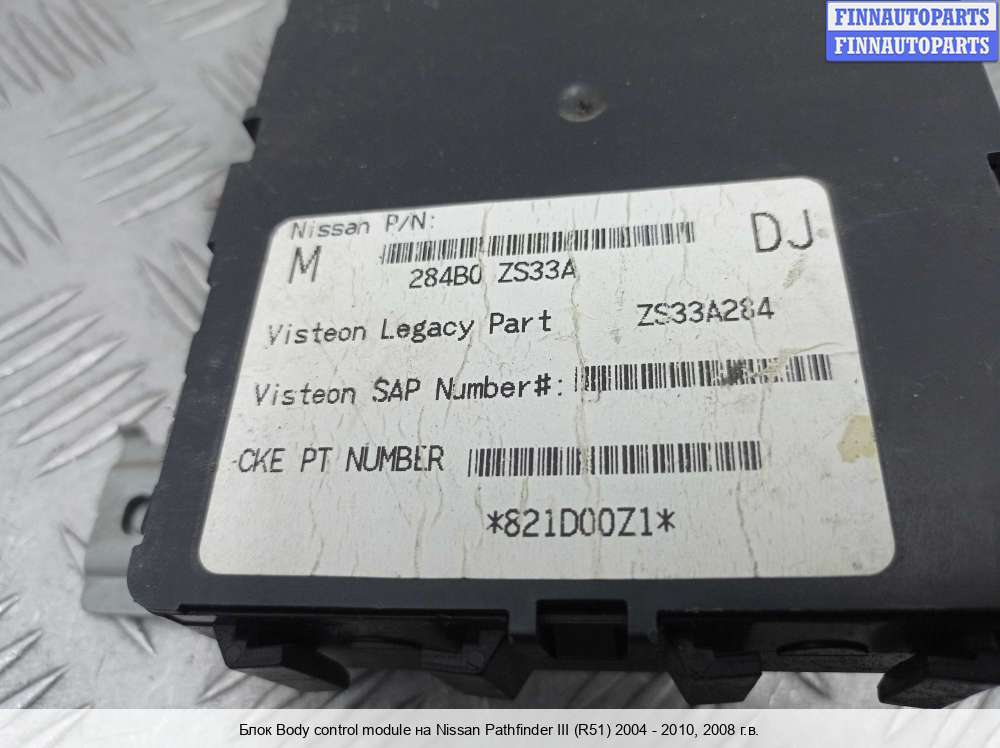 FINNAUTOPARTS
FINNAUTOPARTS
Nissan P/N:
M DJ
284B0 ZS33A
Visteon Legacy Part ZS33A284
Visteon SAP Number#:
CKE PT NUMBER
*821D00Z1*
Блок Body control module на Nissan Pathfinder III (R51) 2004 - 2010, 2008 г.в.